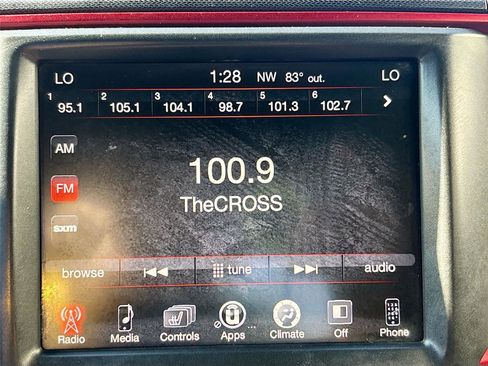 LO 1:28 NW 83° out. LO
1 95.1 2 105.1 3 104.1 4 98.7 5 101.3 6 102.7
AM
FM
sxm
100.9
TheCROSS
browse tune audio
Radio Media Controls Apps ... Climate Off Phone